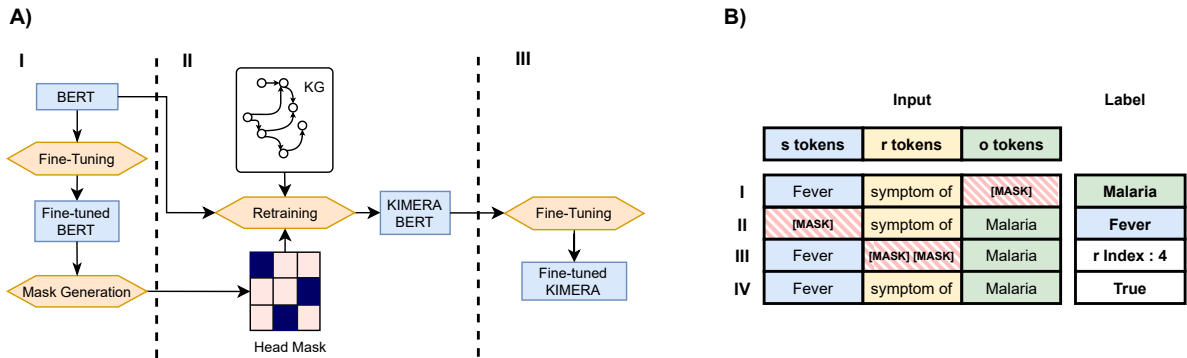 A)
I
II
III
BERT
Fine-Tuning
Fine-tuned
BERT
Mask Generation
KG
Retraining
Head Mask
KIMERA
BERT
Fine-Tuning
Fine-tuned
KIMERA
B)
Input Label
s tokens r tokens o tokens
I Fever symptom of [MASK] Malaria
II [MASK] symptom of Malaria Fever
III Fever [MASK] [MASK] Malaria r Index : 4
IV Fever symptom of Malaria True